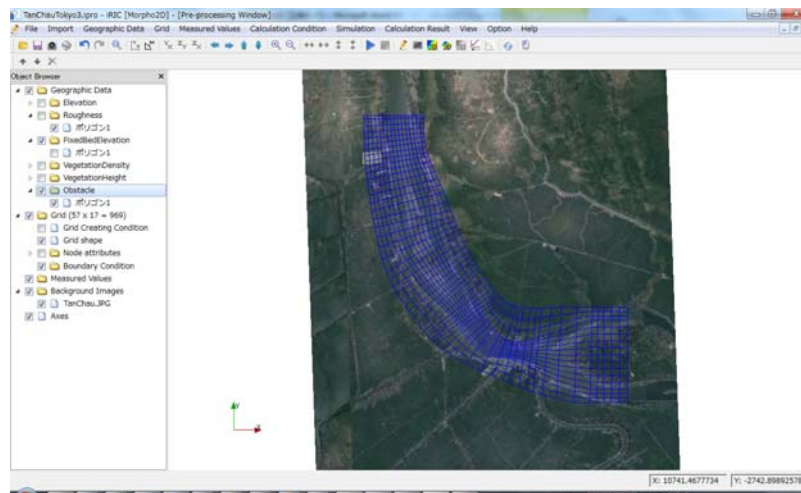 TanChauTokyo3.ipro - iRIC [Morpho2D] - [Pre-processing Window]
File Import Geographic Data Grid Measured Values Calculation Condition Simulation Calculation Result View Option Help
Object Browser
Geographic Data
Elevation
Roughness
ポリゴン1
FixedBedElevation
ポリゴン1
VegetationDensity
VegetationHeight
Obstacle
ポリゴン1
Grid (57 x 17 = 969)
Grid Creating Condition
Grid shape
Node attributes
Boundary Condition
Measured Values
Background Images
TanChau.JPG
Axes
y
x
X: 10741.4677734 Y: -2742.89892578